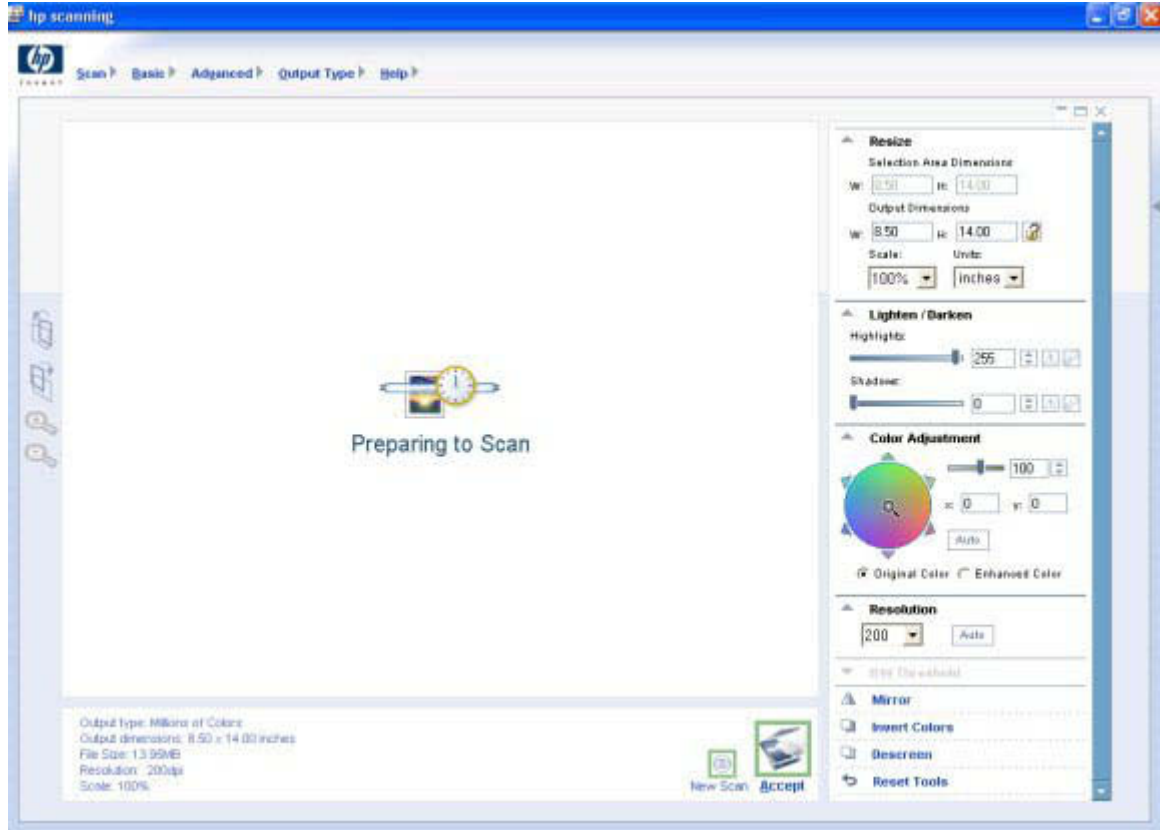 hp scanning
hp
invent
Scan Basic Advanced Output Type Help
Preparing to Scan
Output type: Millions of Colors
Output dimensions: 8.50 x 14.00 inches
File Size: 13.95MB
Resolution: 200dpi
Scale: 100%
New Scan Accept
Resize
Selection Area Dimensions
W: 8.50 H: 14.00
Output Dimensions
W: 8.50 H: 14.00
Scale: Units:
100% inches
Lighten / Darken
Highlights:
255
Shadows:
0
Color Adjustment
100
x: 0 y: 0
Auto
Original Color Enhanced Color
Resolution
200 Auto
B&W Threshold
Mirror
Invert Colors
Descreen
Reset Tools